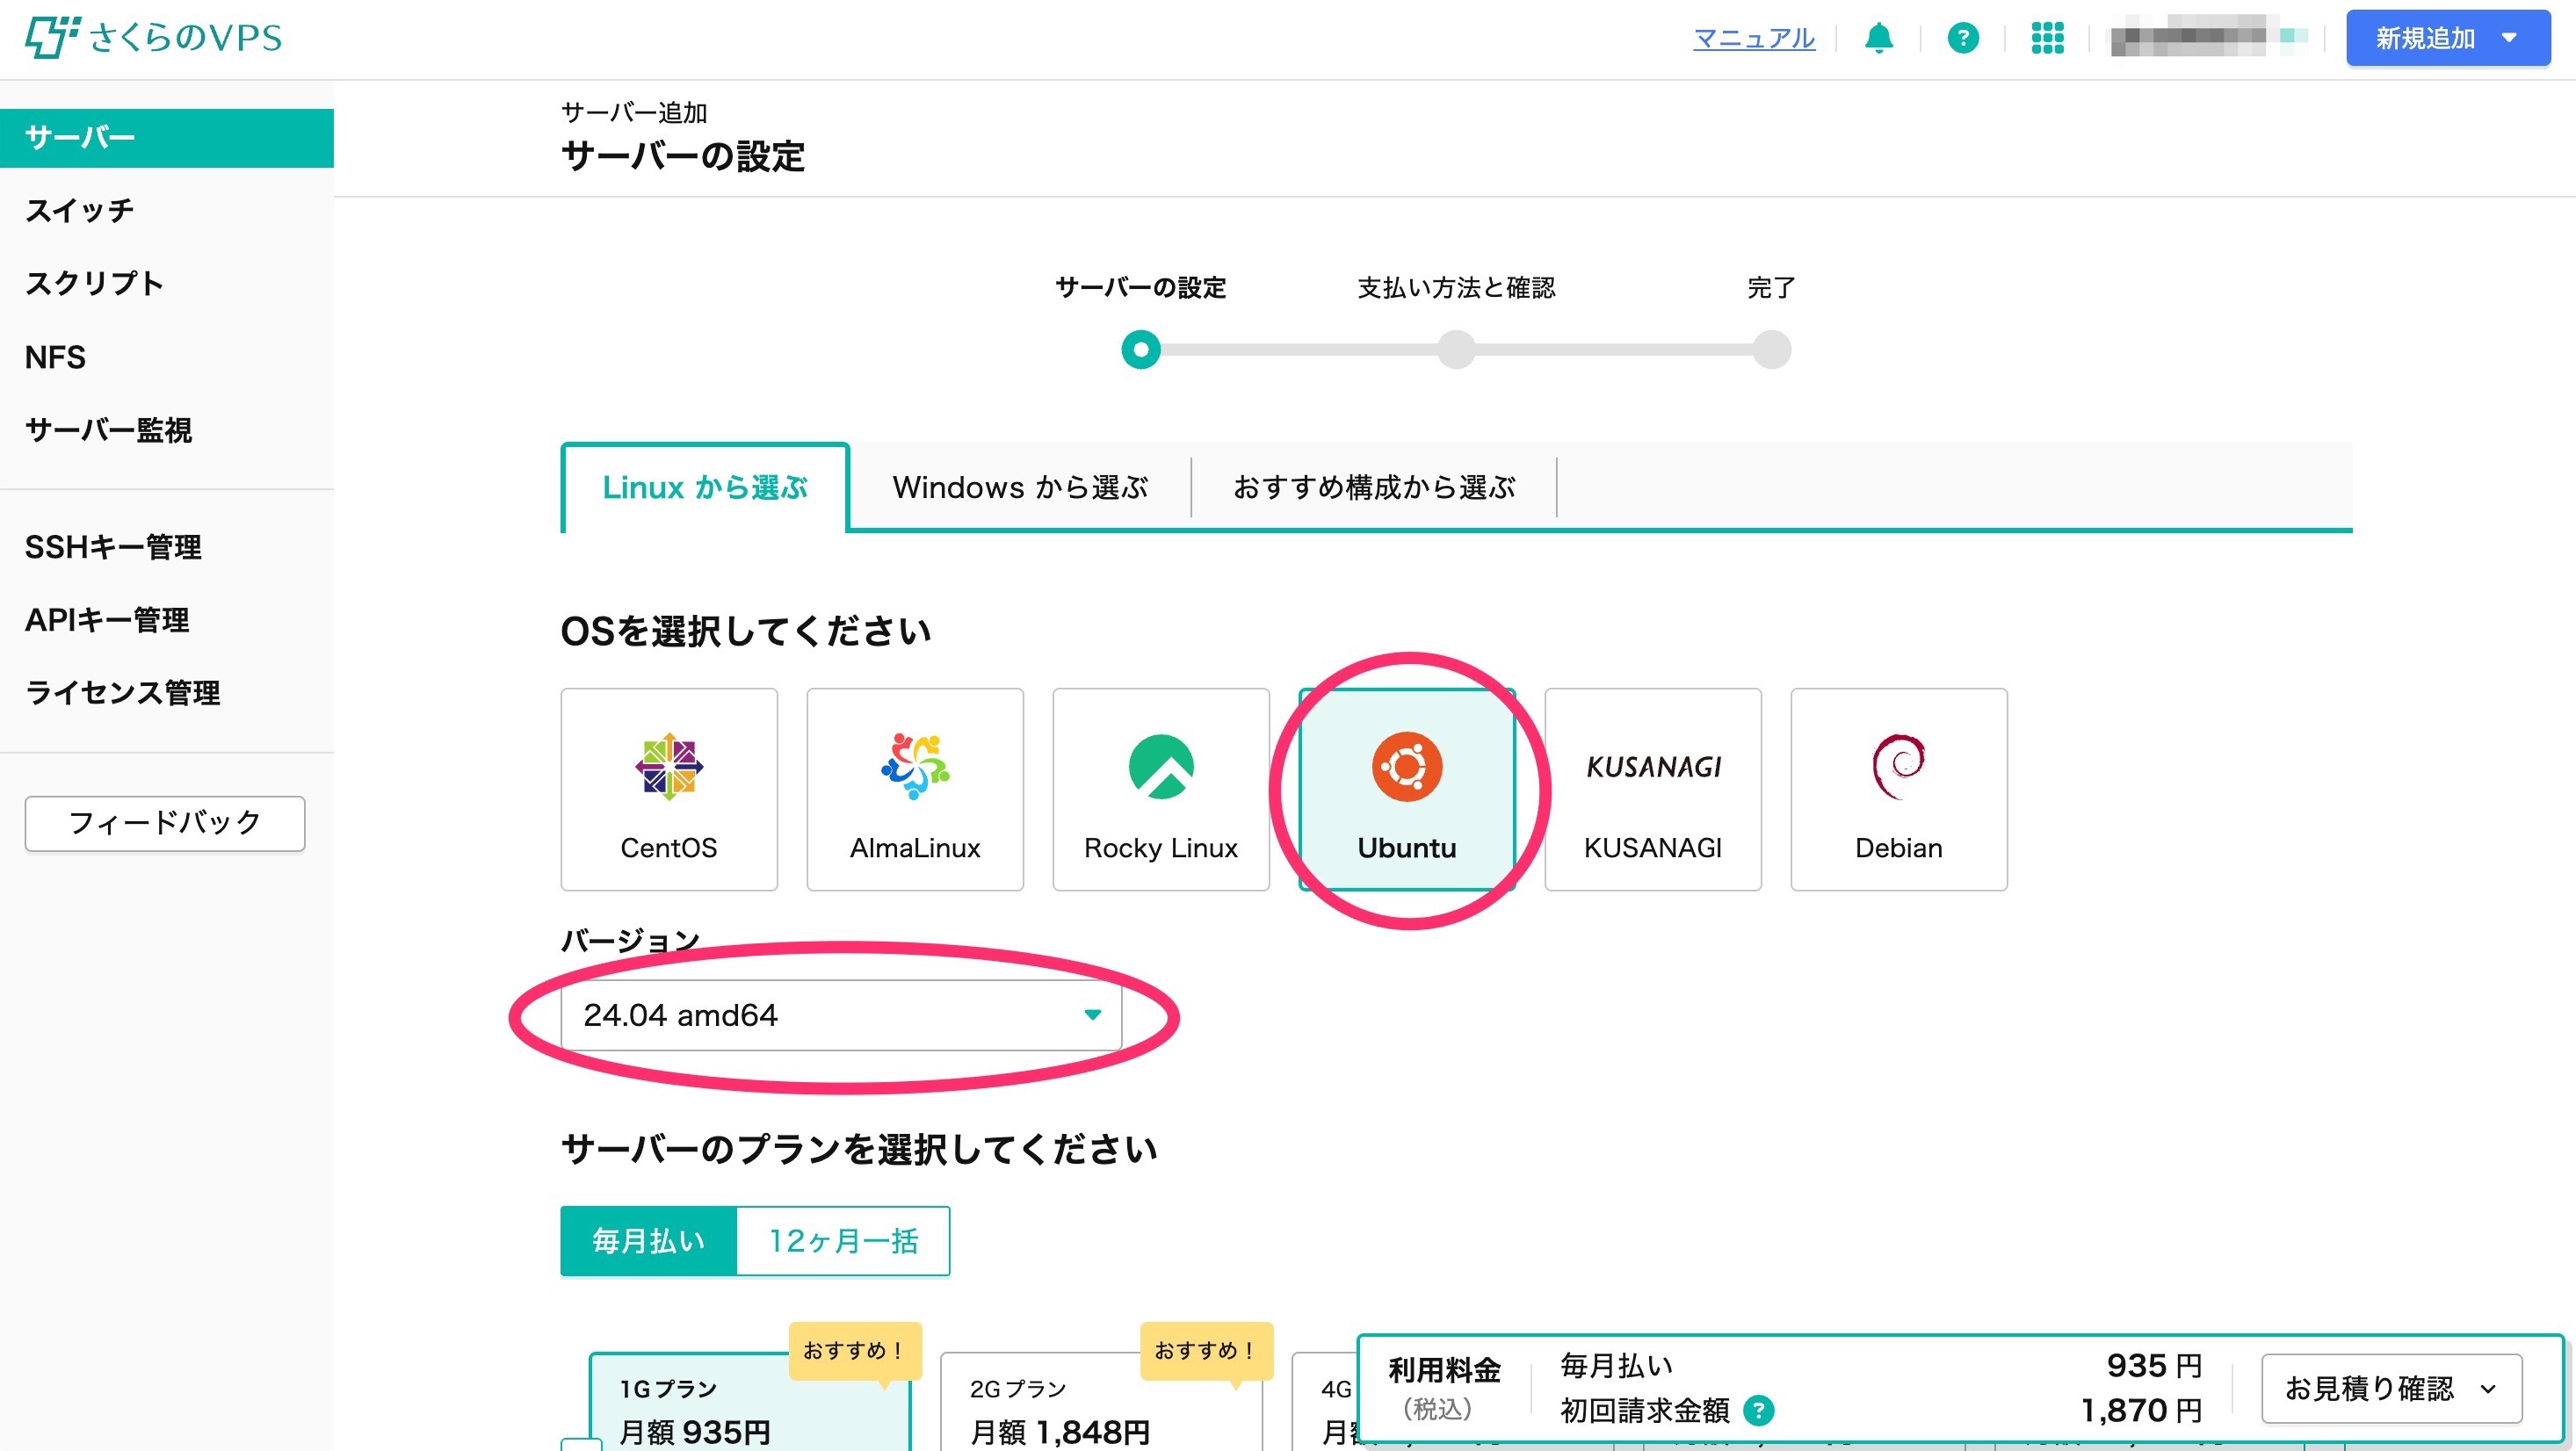 さくらのVPS
マニュアル
新規追加
サーバー
スイッチ
スクリプト
NFS
サーバー監視
SSHキー管理
APIキー管理
ライセンス管理
フィードバック
サーバー追加
サーバーの設定
サーバーの設定 支払い方法と確認 完了
Linux から選ぶ Windows から選ぶ おすすめ構成から選ぶ
OSを選択してください
KUSANAGI
CentOS AlmaLinux Rocky Linux Ubuntu KUSANAGI Debian
バージョン
24.04 amd64
サーバーのプランを選択してください
毎月払い 12ヶ月一括
おすすめ！ おすすめ！
1Gプラン 2Gプラン 4G
月額 935円 月額 1,848円
利用料金
（税込）
毎月払い 935 円
初回請求金額 ? 1,870 円
お見積り確認